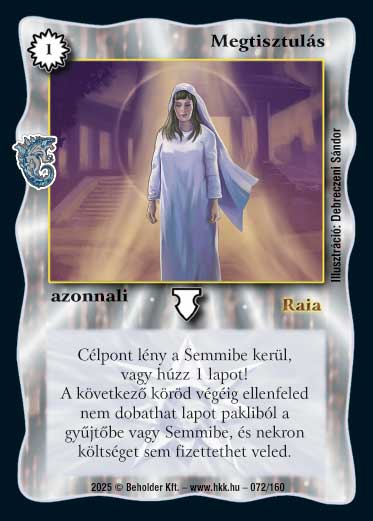 Megtisztulás
1
Illusztráció: Debreczeni Sándor
azonnali
Raia
Célpont lény a Semmibe kerül,
vagy húzz 1 lapot!
A következő köröd végéig ellenfeled
nem dobathat lapot pakliból a
gyűjtőbe vagy Semmibe, és nekron
költséget sem fizettethet veled.
2025 © Beholder Kft. – www.hkk.hu – 072/160